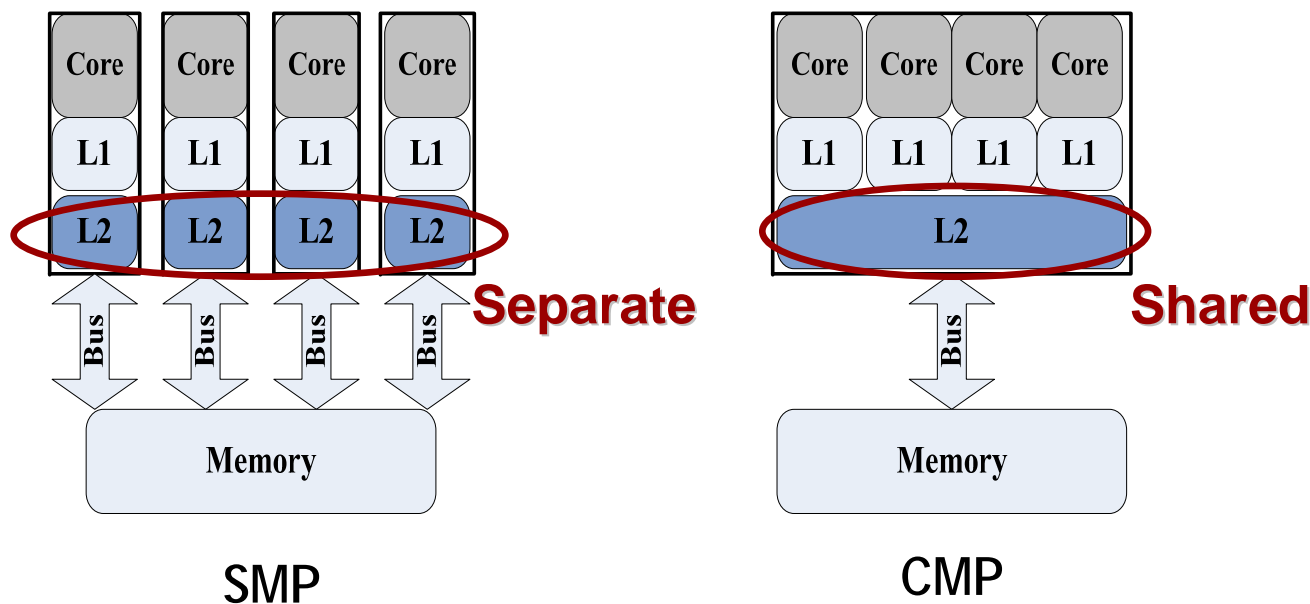 Core Core Core Core
L1 L1 L1 L1
L2 L2 L2 L2
Separate
Bus Bus Bus Bus
Memory
SMP
Core Core Core Core
L1 L1 L1 L1
L2
Shared
Bus
Memory
CMP